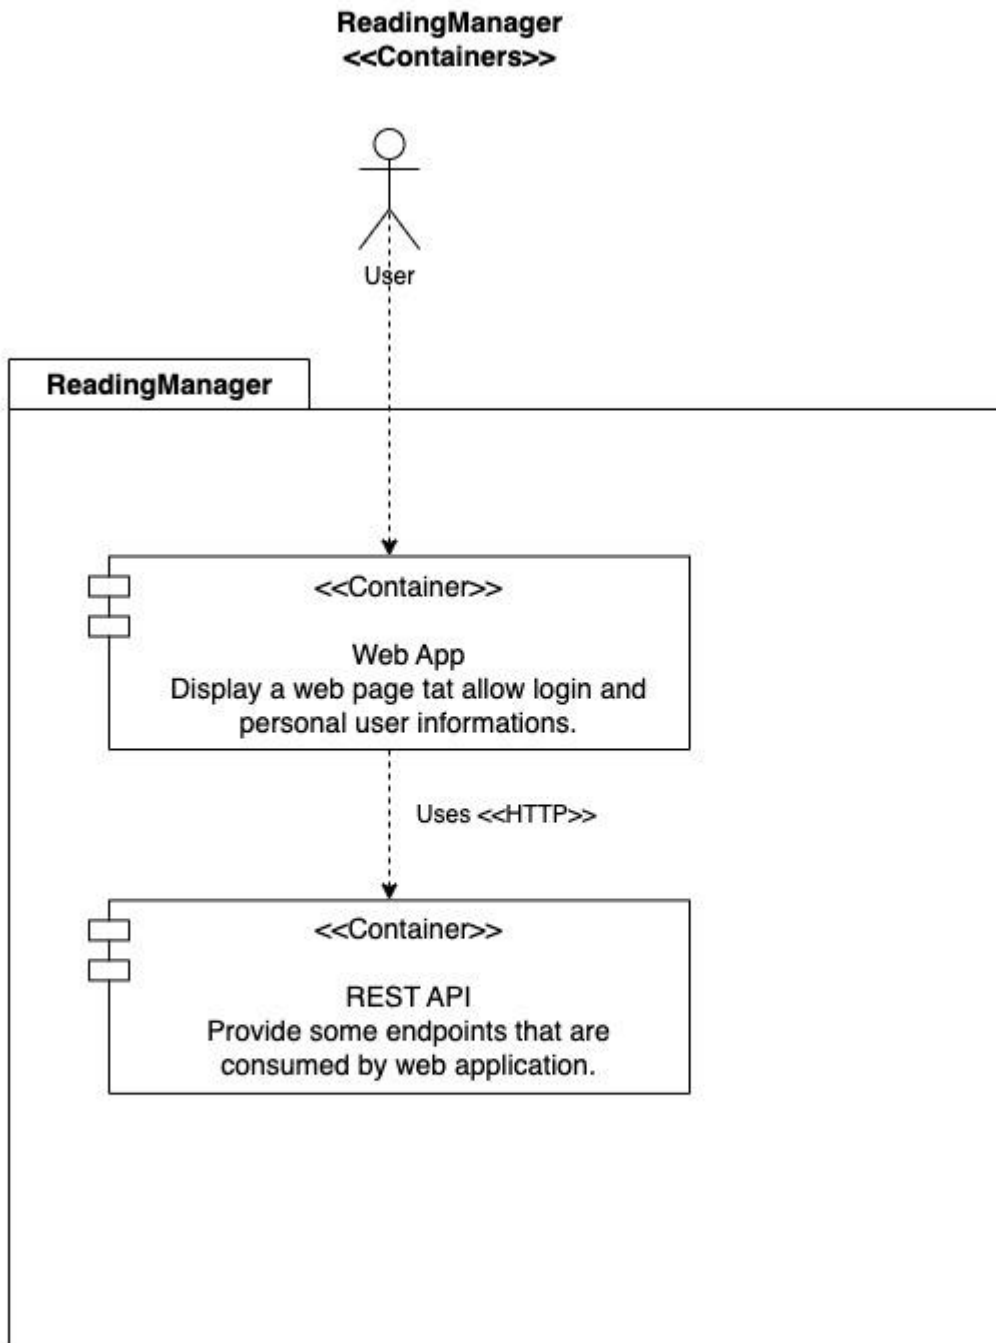 ReadingManager
<<Containers>>
User
ReadingManager
<<Container>>
Web App
Display a web page tat allow login and
personal user informations.
Uses <<HTTP>>
<<Container>>
REST API
Provide some endpoints that are
consumed by web application.